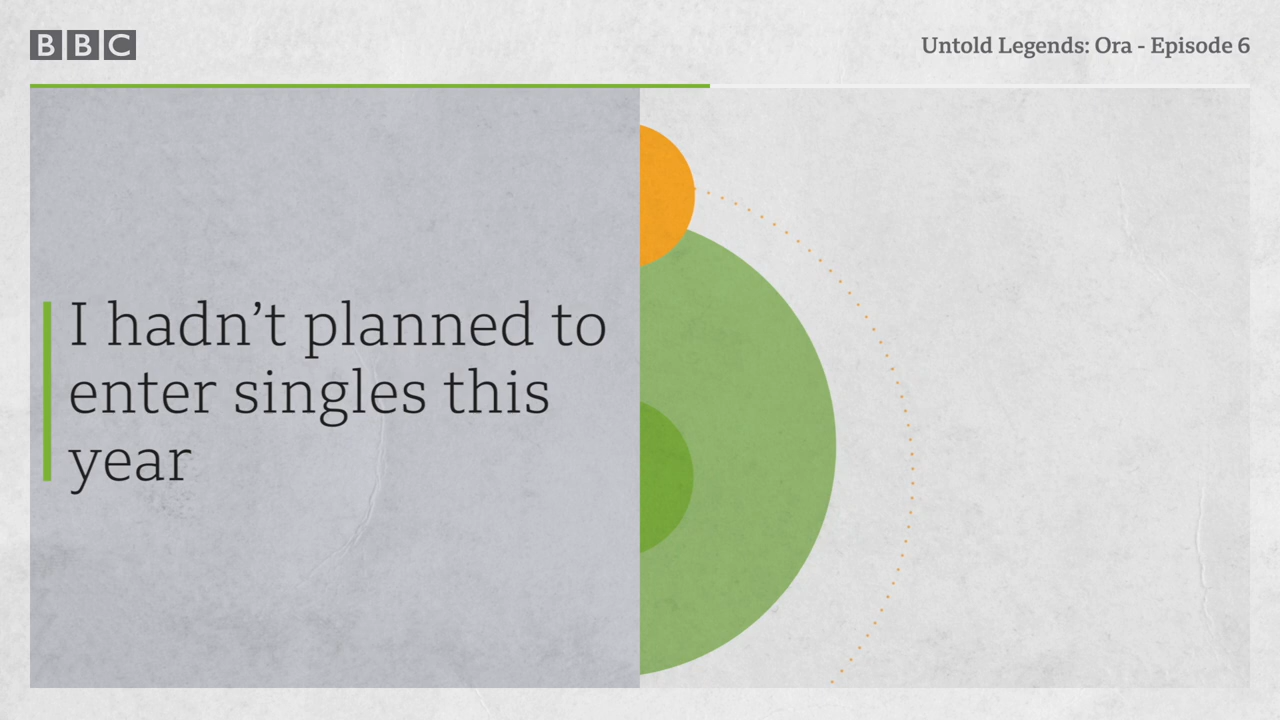 BBC
Untold Legends: Ora - Episode 6
I hadn’t planned to
enter singles this
year